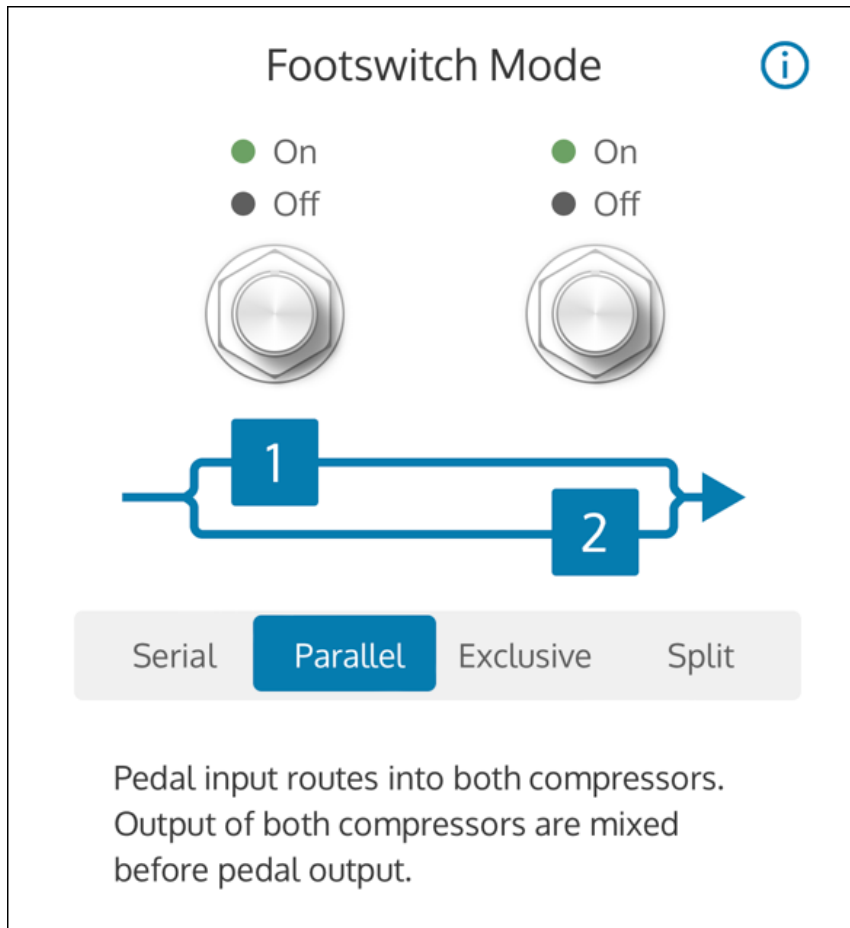 Footswitch Mode
i
On
On
Off
Off
1
2
Serial
Parallel
Exclusive
Split
Pedal input routes into both compressors.
Output of both compressors are mixed
before pedal output.